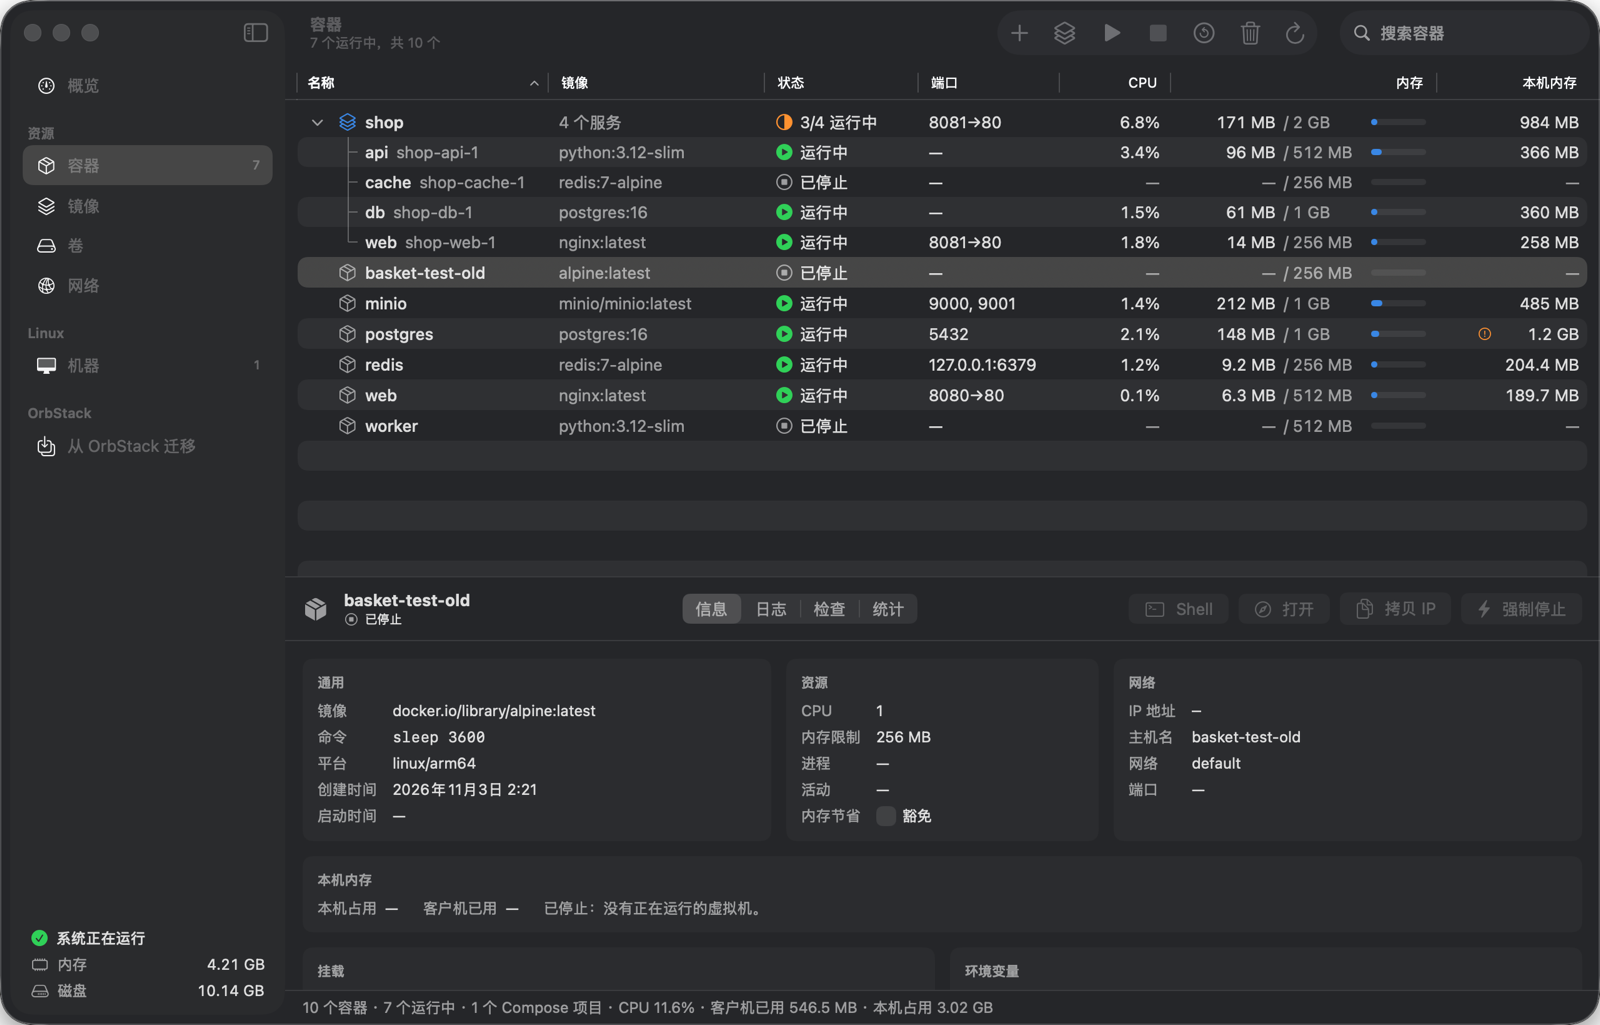 容器
7 个运行中，共 10 个
搜索容器
概览
资源
容器 7
镜像
卷
网络
Linux
机器 1
OrbStack
从 OrbStack 迁移
名称 镜像 状态 端口 CPU 内存 本机内存
shop 4 个服务 3/4 运行中 8081→80 6.8% 171 MB / 2 GB 984 MB
api shop-api-1 python:3.12-slim 运行中 — 3.4% 96 MB / 512 MB 366 MB
cache shop-cache-1 redis:7-alpine 已停止 — — — / 256 MB —
db shop-db-1 postgres:16 运行中 — 1.5% 61 MB / 1 GB 360 MB
web shop-web-1 nginx:latest 运行中 8081→80 1.8% 14 MB / 256 MB 258 MB
basket-test-old alpine:latest 已停止 — — — / 256 MB —
minio minio/minio:latest 运行中 9000, 9001 1.4% 212 MB / 1 GB 485 MB
postgres postgres:16 运行中 5432 2.1% 148 MB / 1 GB 1.2 GB
redis redis:7-alpine 运行中 127.0.0.1:6379 1.2% 9.2 MB / 256 MB 204.4 MB
web nginx:latest 运行中 8080→80 0.1% 6.3 MB / 512 MB 189.7 MB
worker python:3.12-slim 已停止 — — — / 512 MB —
basket-test-old
已停止
信息 日志 检查 统计
Shell 打开 拷贝 IP 强制停止
通用
镜像 docker.io/library/alpine:latest
命令 sleep 3600
平台 linux/arm64
创建时间 2026年11月3日 2:21
启动时间 —
资源
CPU 1
内存限制 256 MB
进程 —
活动 —
内存节省 豁免
网络
IP 地址 —
主机名 basket-test-old
网络 default
端口 —
本机内存
本机占用 — 客户机已用 — 已停止：没有正在运行的虚拟机。
挂载
环境变量
系统正在运行
内存 4.21 GB
磁盘 10.14 GB
10 个容器 · 7 个运行中 · 1 个 Compose 项目 · CPU 11.6% · 客户机已用 546.5 MB · 本机占用 3.02 GB